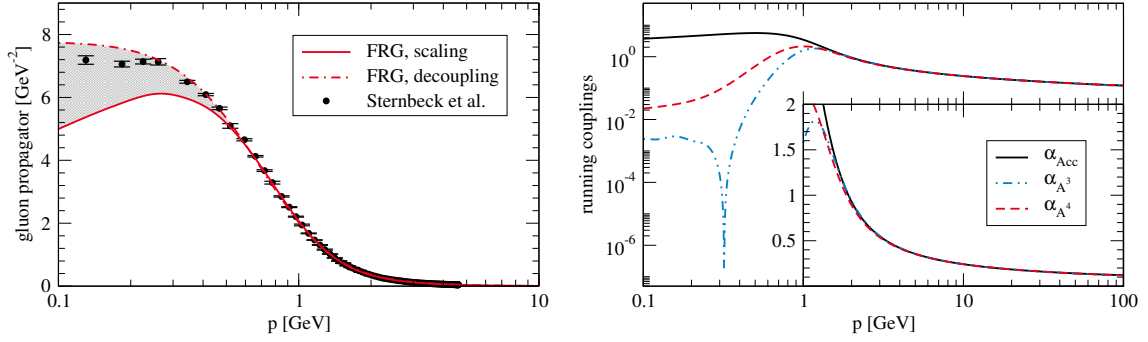 gluon propagator [GeV⁻²]
8
6
4
2
0
0.1
1
10
p [GeV]
FRG, scaling
FRG, decoupling
Sternbeck et al.
running couplings
10⁰
10⁻²
10⁻⁴
10⁻⁶
0.1
1
10
100
p [GeV]
2
1.5
1
0.5
α_Acc
α_A³
α_A⁴